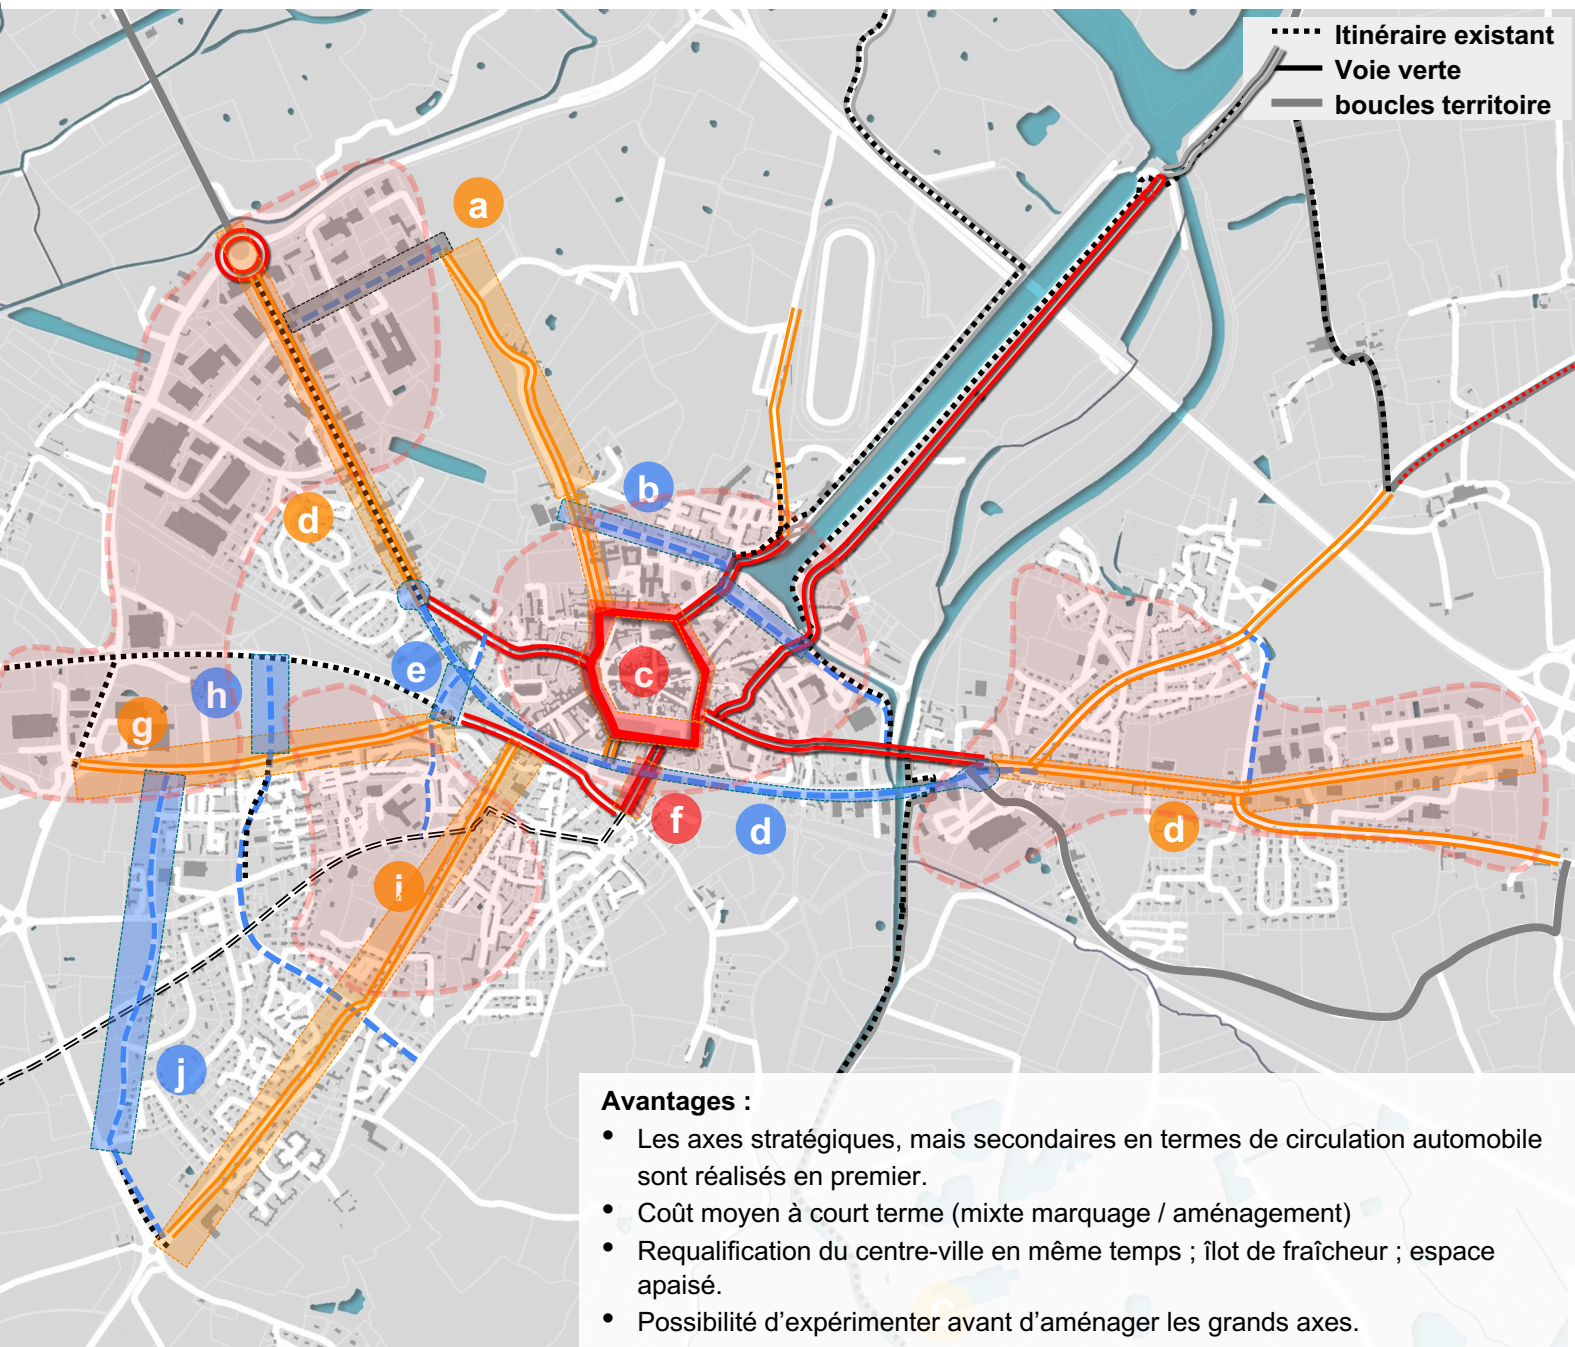 Itinéraire existant
Voie verte
boucles territoire
a
b
d
c
e
h
g
f
d
d
i
j
Avantages :
• Les axes stratégiques, mais secondaires en termes de circulation automobile
sont réalisés en premier.
• Coût moyen à court terme (mixte marquage / aménagement)
• Requalification du centre-ville en même temps ; îlot de fraîcheur ; espace
apaisé.
• Possibilité d'expérimenter avant d'aménager les grands axes.